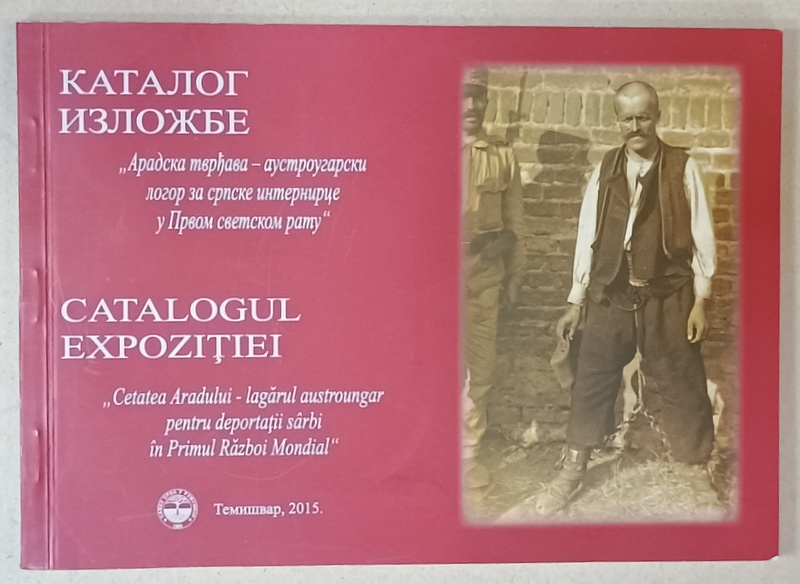 КАТАЛОГ
ИЗЛОЖБЕ
„Арадска тврђава – аустроугарски
логор за српске интернирце
у Првом светском рату“
CATALOGUL
EXPOZIŢIEI
„Cetatea Aradului - lagărul austroungar
pentru deportaţii sârbi
în Primul Război Mondial“
Темишвар, 2015.